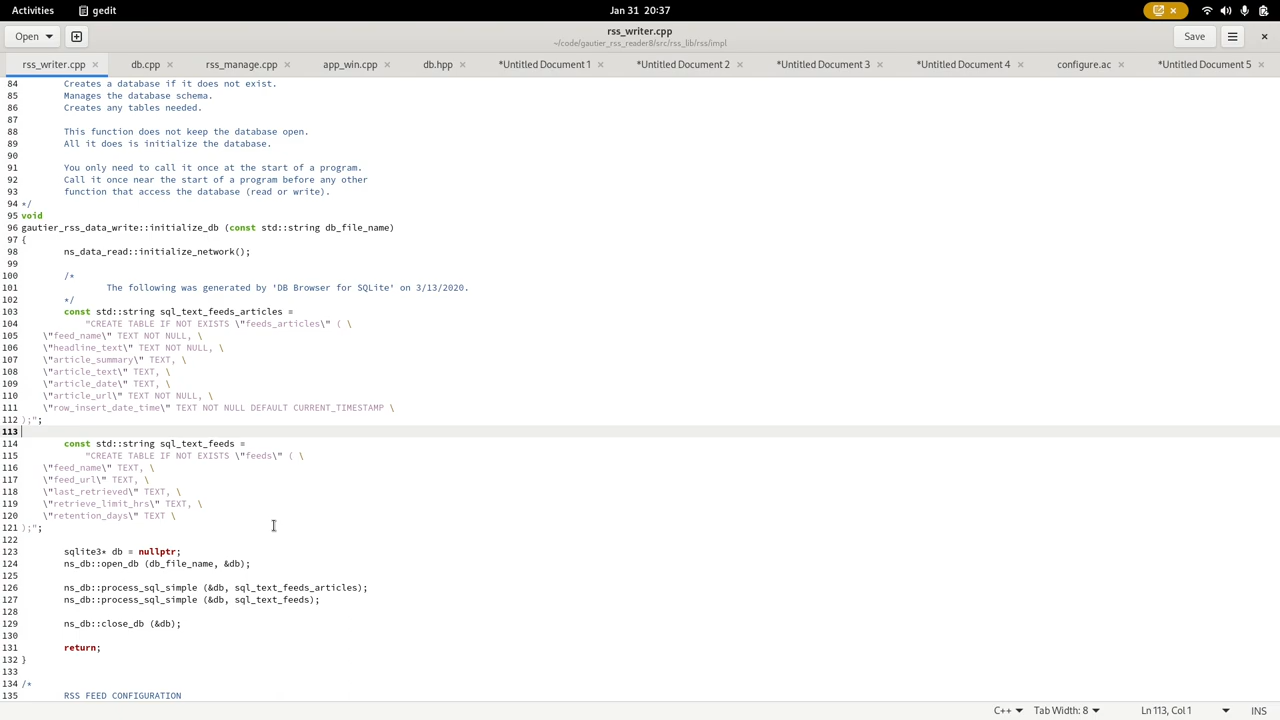 Activities gedit Jan 31 20:37
Open rss_writer.cpp Save
~/code/gautier_rss_reader8/src/rss_lib/rss/impl
rss_writer.cpp × db.cpp × rss_manage.cpp × app_win.cpp × db.hpp × *Untitled Document 1 × *Untitled Document 2 × *Untitled Document 3 × *Untitled Document 4 × configure.ac × *Untitled Document 5 ×
84 Creates a database if it does not exist.
85 Manages the database schema.
86 Creates any tables needed.
87
88 This function does not keep the database open.
89 All it does is initialize the database.
90
91 You only need to call it once at the start of a program.
92 Call it once near the start of a program before any other
93 function that access the database (read or write).
94 */
95 void
96 gautier_rss_data_write::initialize_db (const std::string db_file_name)
97 {
98 ns_data_read::initialize_network();
99
100 /*
101 The following was generated by 'DB Browser for SQLite' on 3/13/2020.
102 */
103 const std::string sql_text_feeds_articles =
104 "CREATE TABLE IF NOT EXISTS \"feeds_articles\" ( \
105 \"feed_name\" TEXT NOT NULL, \
106 \"headline_text\" TEXT NOT NULL, \
107 \"article_summary\" TEXT, \
108 \"article_text\" TEXT, \
109 \"article_date\" TEXT, \
110 \"article_url\" TEXT NOT NULL, \
111 \"row_insert_date_time\" TEXT NOT NULL DEFAULT CURRENT_TIMESTAMP \
112 );";
113
114 const std::string sql_text_feeds =
115 "CREATE TABLE IF NOT EXISTS \"feeds\" ( \
116 \"feed_name\" TEXT, \
117 \"feed_url\" TEXT, \
118 \"last_retrieved\" TEXT, \
119 \"retrieve_limit_hrs\" TEXT, \
120 \"retention_days\" TEXT \
121 );";
122
123 sqlite3* db = nullptr;
124 ns_db::open_db (db_file_name, &db);
125
126 ns_db::process_sql_simple (&db, sql_text_feeds_articles);
127 ns_db::process_sql_simple (&db, sql_text_feeds);
128
129 ns_db::close_db (&db);
130
131 return;
132 }
133
134 /*
135 RSS FEED CONFIGURATION
C++ Tab Width: 8 Ln 113, Col 1 INS